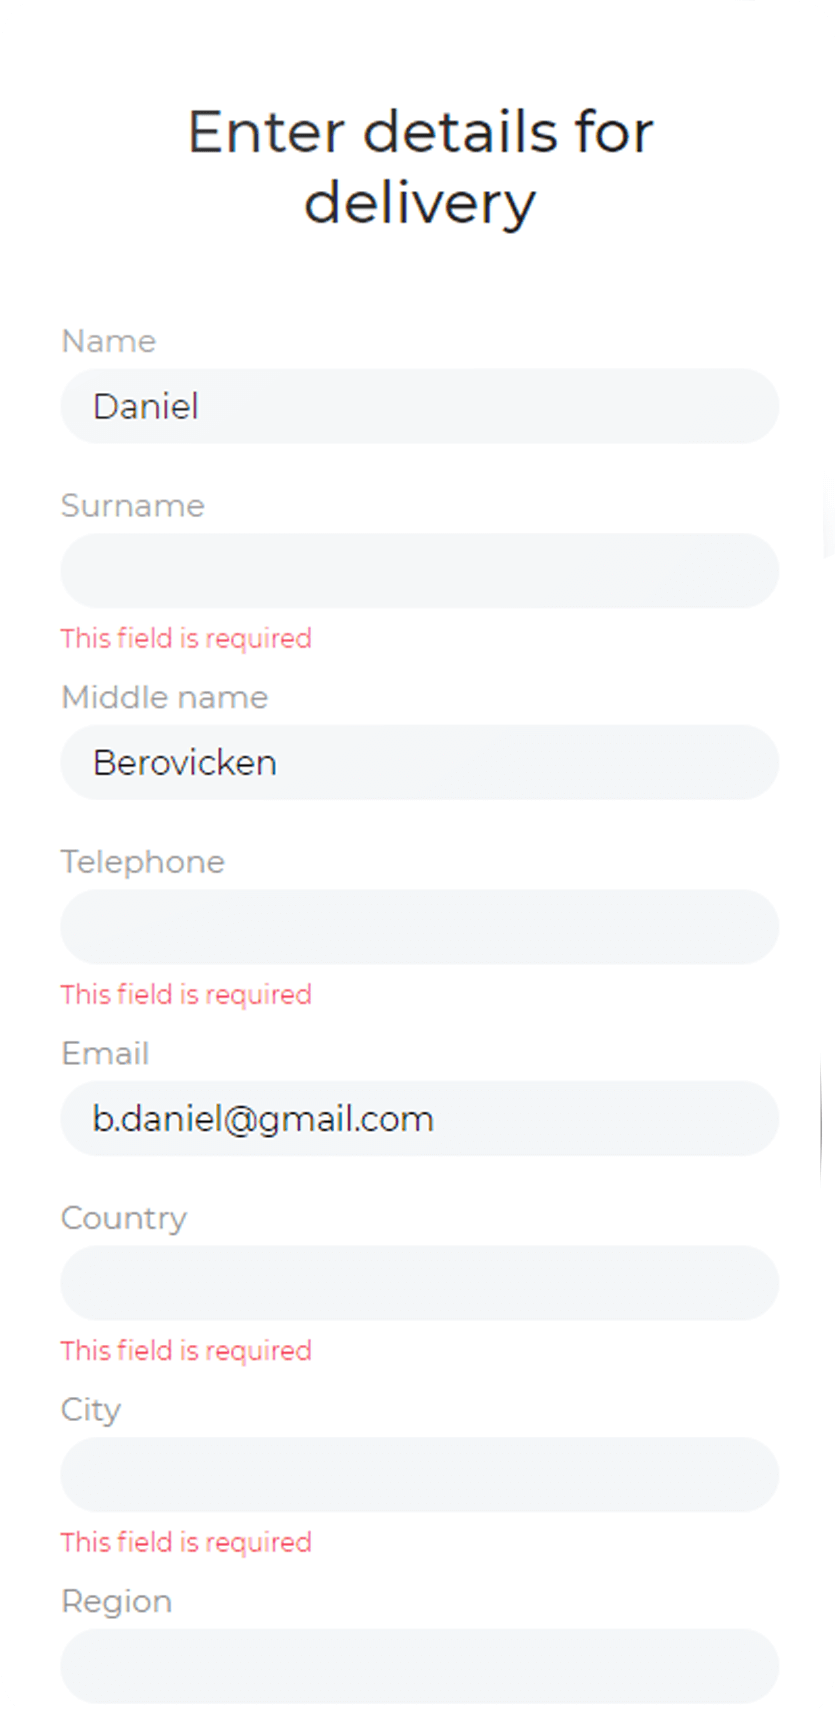 Enter details for
delivery
Name
Daniel
Surname
This field is required
Middle name
Berovicken
Telephone
This field is required
Email
b.daniel@gmail.com
Country
This field is required
City
This field is required
Region